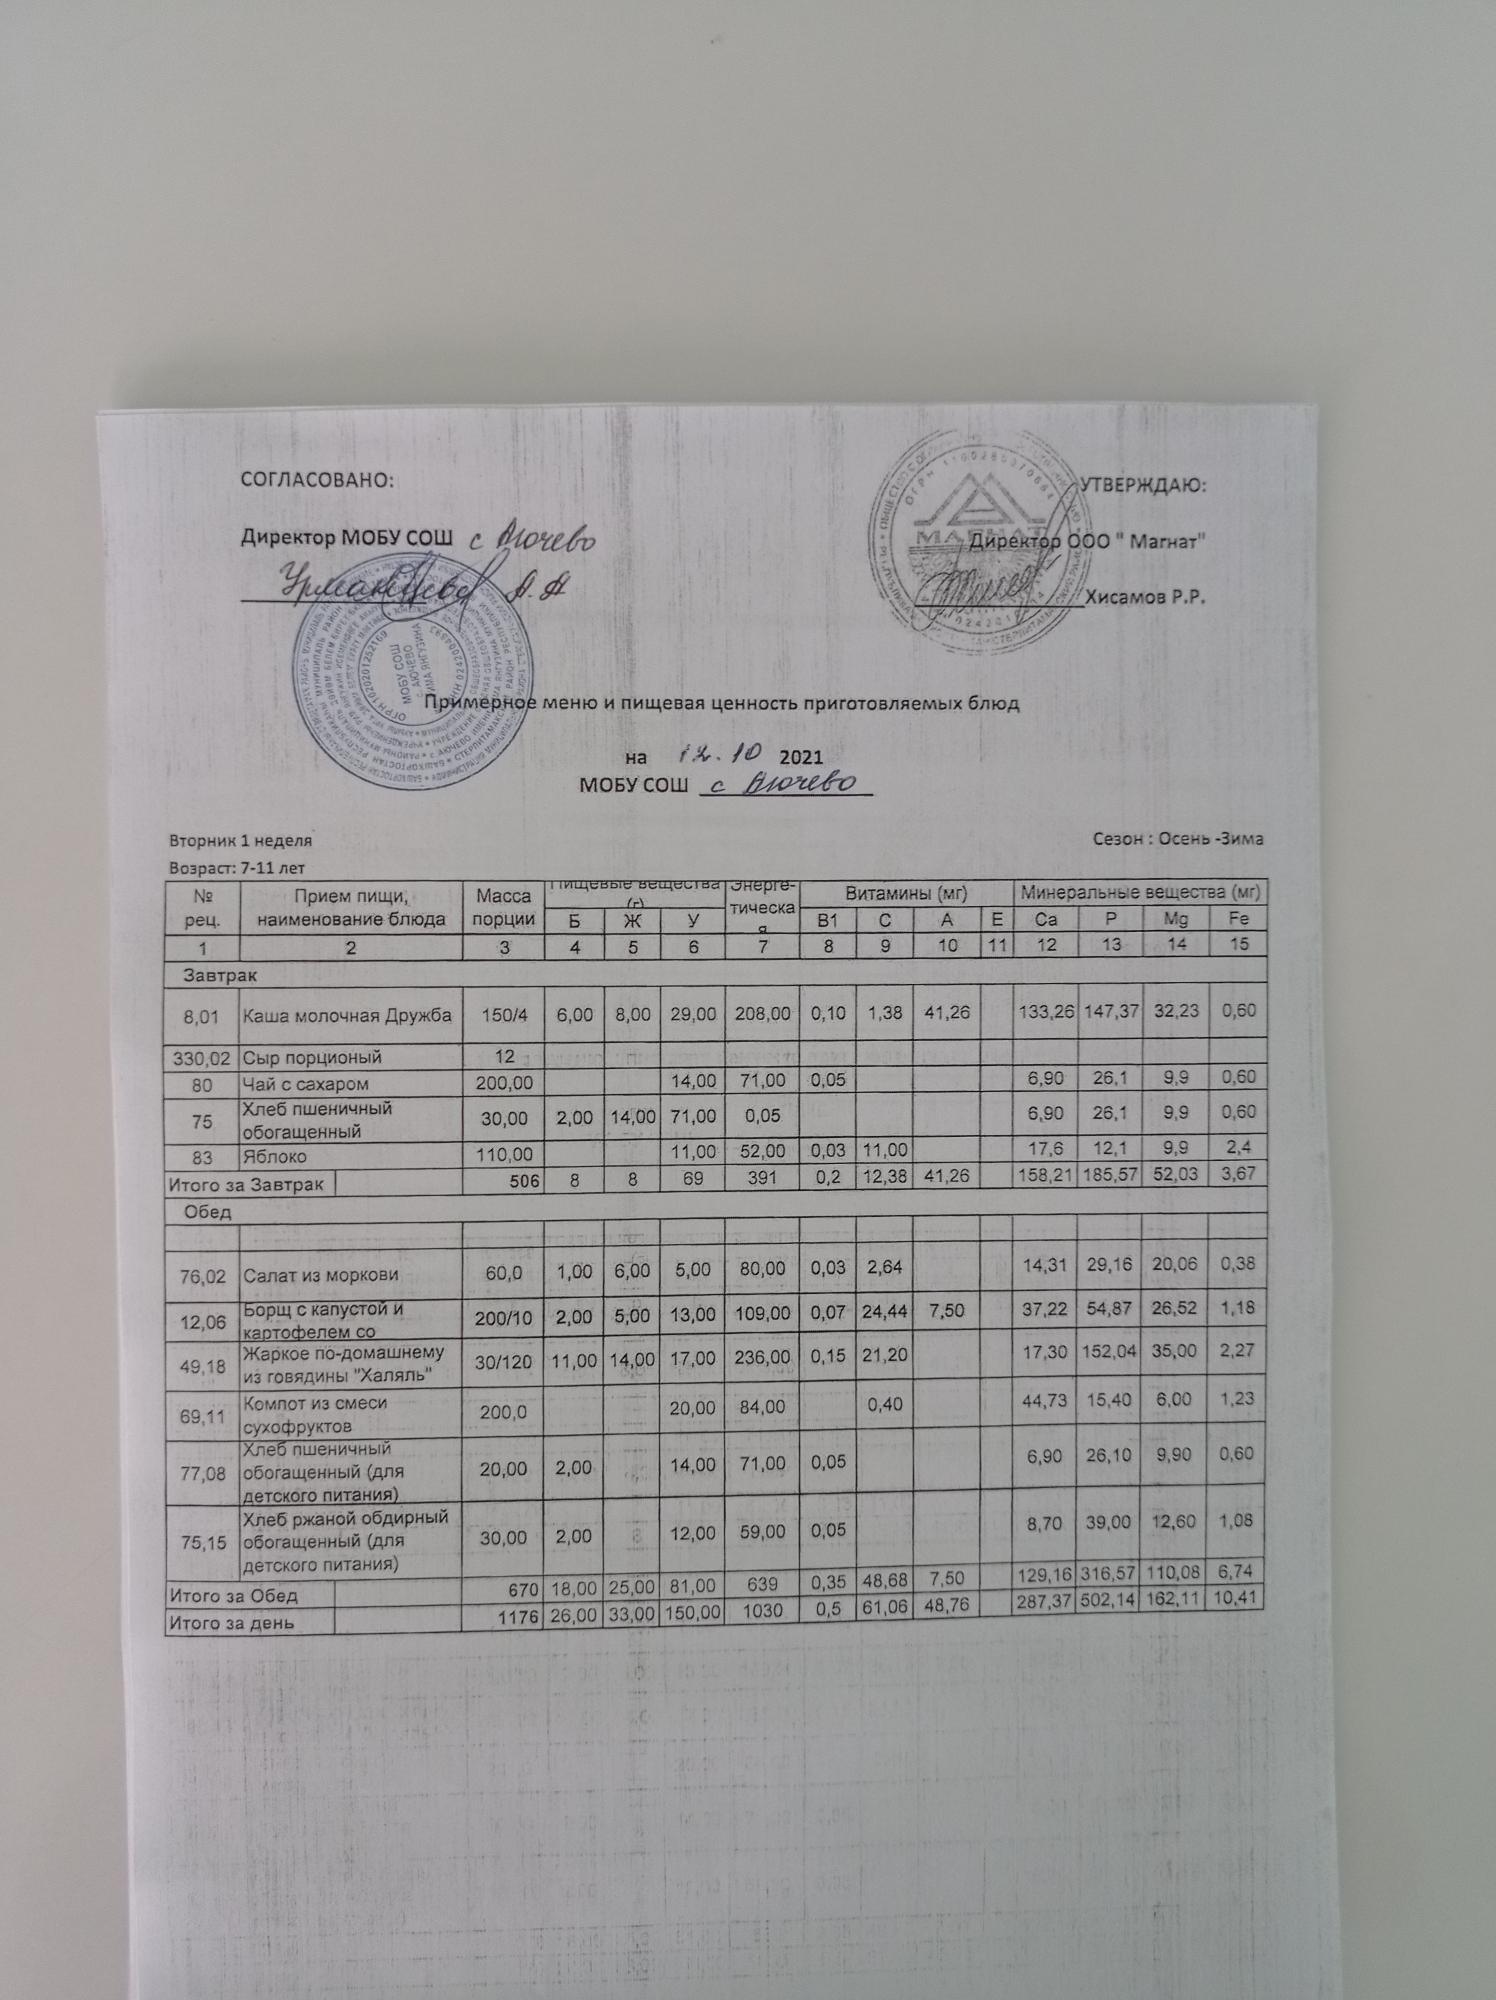 СОГЛАСОВАНО:
УТВЕРЖДАЮ:
Директор МОБУ СОШ с Аючево
Директор ООО " Магнат"
А.А
Хисамов Р.Р.
МАГНАТ
ОГРН 1020201252169
МОБУ СОШ
с. АЮЧЕВО
Примерное меню и пищевая ценность приготовляемых блюд
на 12.10 2021
МОБУ СОШ с Аючево
Вторник 1 неделя
Сезон : Осень -Зима
Возраст: 7-11 лет
№ рец. Прием пищи, наименование блюда Масса порции Пищевые вещества (г) Энерге-тическая Витамины (мг) Минеральные вещества (мг)
Б Ж У В1 С А Е Са Р Mg Fe
1 2 3 4 5 6 7 8 9 10 11 12 13 14 15
Завтрак
8,01 Каша молочная Дружба 150/4 6,00 8,00 29,00 208,00 0,10 1,38 41,26 133,26 147,37 32,23 0,60
330,02 Сыр порционый 12
80 Чай с сахаром 200,00 14,00 71,00 0,05 6,90 26,1 9,9 0,60
75 Хлеб пшеничный обогащенный 30,00 2,00 14,00 71,00 0,05 6,90 26,1 9,9 0,60
83 Яблоко 110,00 11,00 52,00 0,03 11,00 17,6 12,1 9,9 2,4
Итого за Завтрак 506 8 8 69 391 0,2 12,38 41,26 158,21 185,57 52,03 3,67
Обед
76,02 Салат из моркови 60,0 1,00 6,00 5,00 80,00 0,03 2,64 14,31 29,16 20,06 0,38
12,06 Борщ с капустой и картофелем со 200/10 2,00 5,00 13,00 109,00 0,07 24,44 7,50 37,22 54,87 26,52 1,18
49,18 Жаркое по-домашнему из говядины "Халяль" 30/120 11,00 14,00 17,00 236,00 0,15 21,20 17,30 152,04 35,00 2,27
69,11 Компот из смеси сухофруктов 200,0 20,00 84,00 0,40 44,73 15,40 6,00 1,23
77,08 Хлеб пшеничный обогащенный (для детского питания) 20,00 2,00 14,00 71,00 0,05 6,90 26,10 9,90 0,60
75,15 Хлеб ржаной обдирный обогащенный (для детского питания) 30,00 2,00 12,00 59,00 0,05 8,70 39,00 12,60 1,08
Итого за Обед 670 18,00 25,00 81,00 639 0,35 48,68 7,50 129,16 316,57 110,08 6,74
Итого за день 1176 26,00 33,00 150,00 1030 0,5 61,06 48,76 287,37 502,14 162,11 10,41